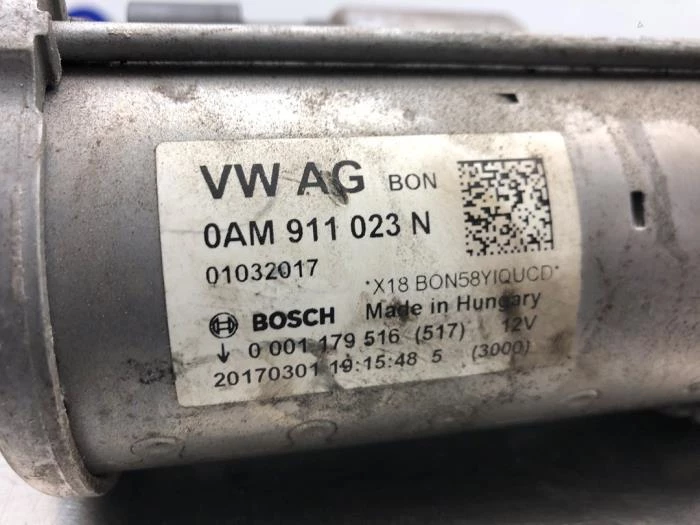 VW AG BON
0AM 911 023 N
01032017
*X18 BON58YIQUCD*
Made in Hungary
BOSCH
0 001 179 516 (517) 12V
20170301 19:15:48 5 (3000)